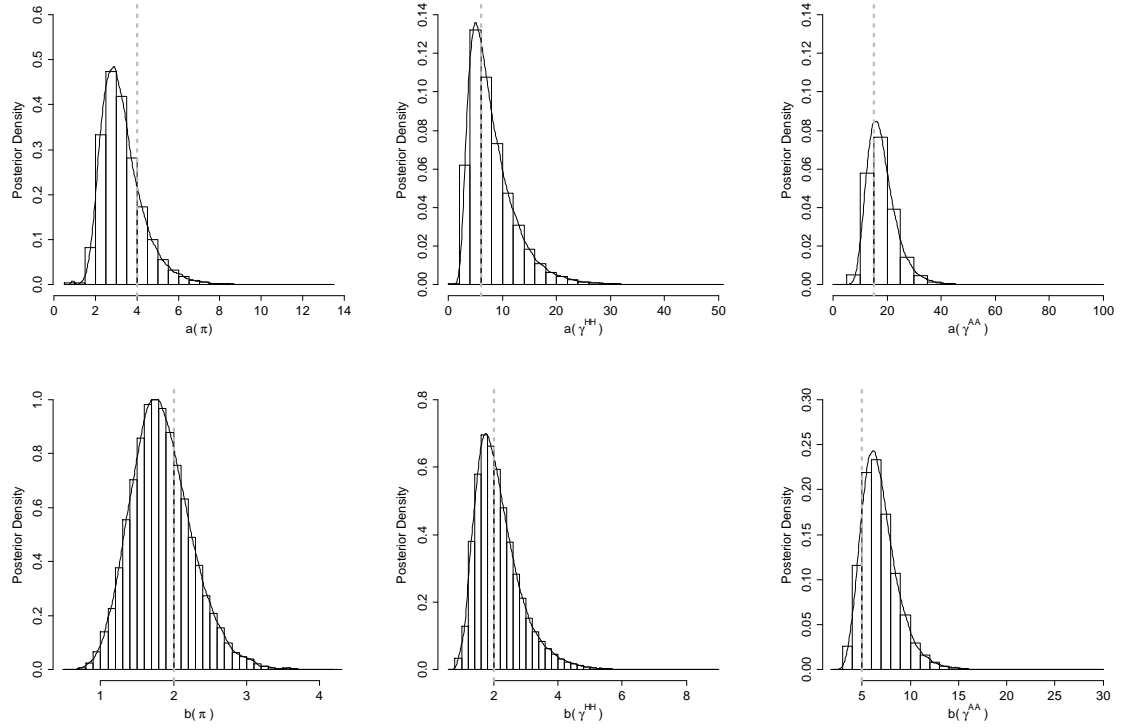 0.0 0.1 0.2 0.3 0.4 0.5 0.6
Posterior Density
0 2 4 6 8 10 12 14
a( π)
0.00 0.02 0.04 0.06 0.08 0.10 0.12 0.14
Posterior Density
0 10 20 30 40 50
a( γ^HH)
0.00 0.02 0.04 0.06 0.08 0.10 0.12 0.14
Posterior Density
0 20 40 60 80 100
a( γ^AA)
0.0 0.2 0.4 0.6 0.8 1.0
Posterior Density
1 2 3 4
b( π)
0.0 0.2 0.4 0.6 0.8
Posterior Density
2 4 6 8
b( γ^HH)
0.00 0.05 0.10 0.15 0.20 0.25 0.30
Posterior Density
5 10 15 20 25 30
b( γ^AA)